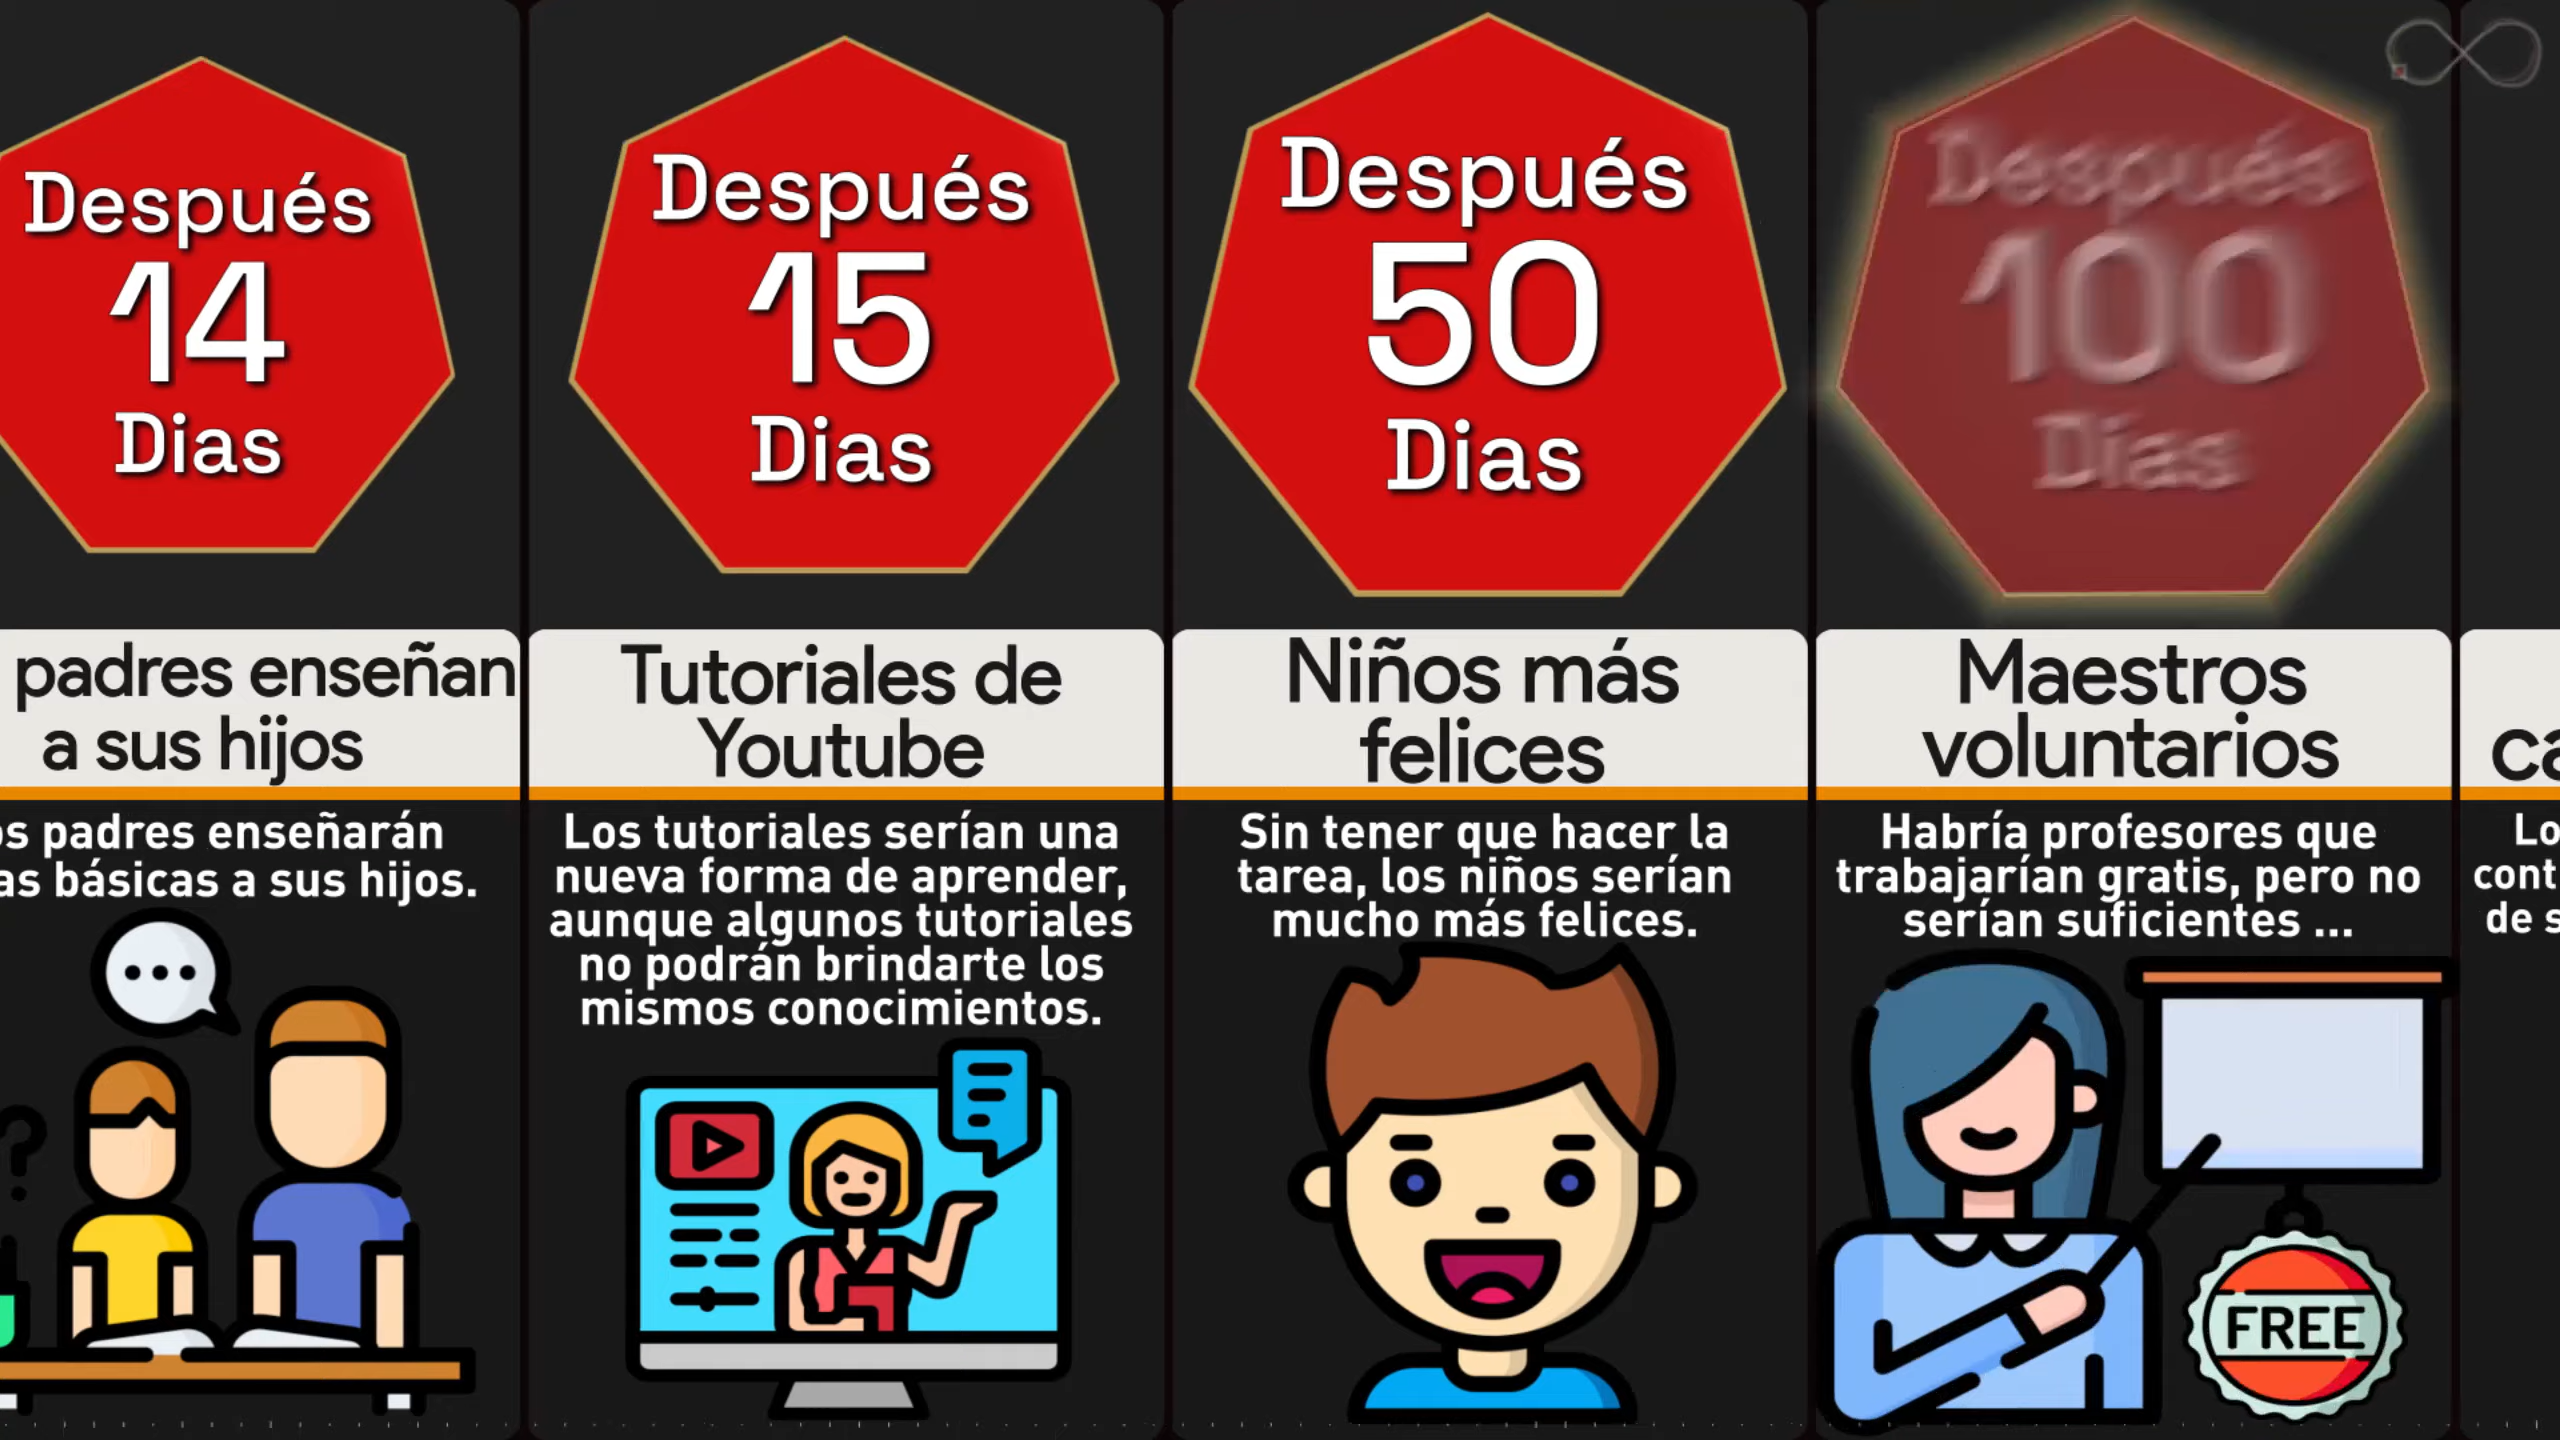 Después
14
Dias
padres enseñan
a sus hijos
padres enseñarán
básicas a sus hijos.
Después
15
Dias
Tutoriales de
Youtube
Los tutoriales serían una
nueva forma de aprender,
aunque algunos tutoriales
no podrán brindarte los
mismos conocimientos.
Después
50
Dias
Niños más
felices
Sin tener que hacer la
tarea, los niños serían
mucho más felices.
Después
100
Días
Maestros
voluntarios
Habría profesores que
trabajarían gratis, pero no
serían suficientes ...
FREE